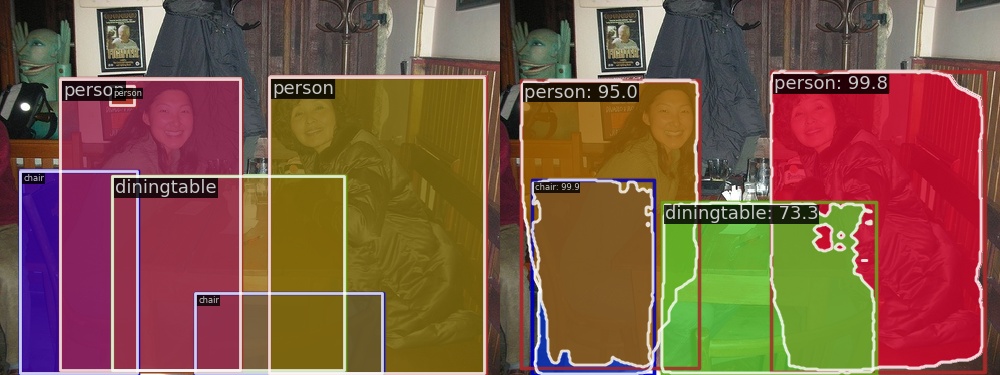 person
person
person
chair
diningtable
chair
person: 95.0
person: 99.8
chair: 99.9
diningtable: 73.3